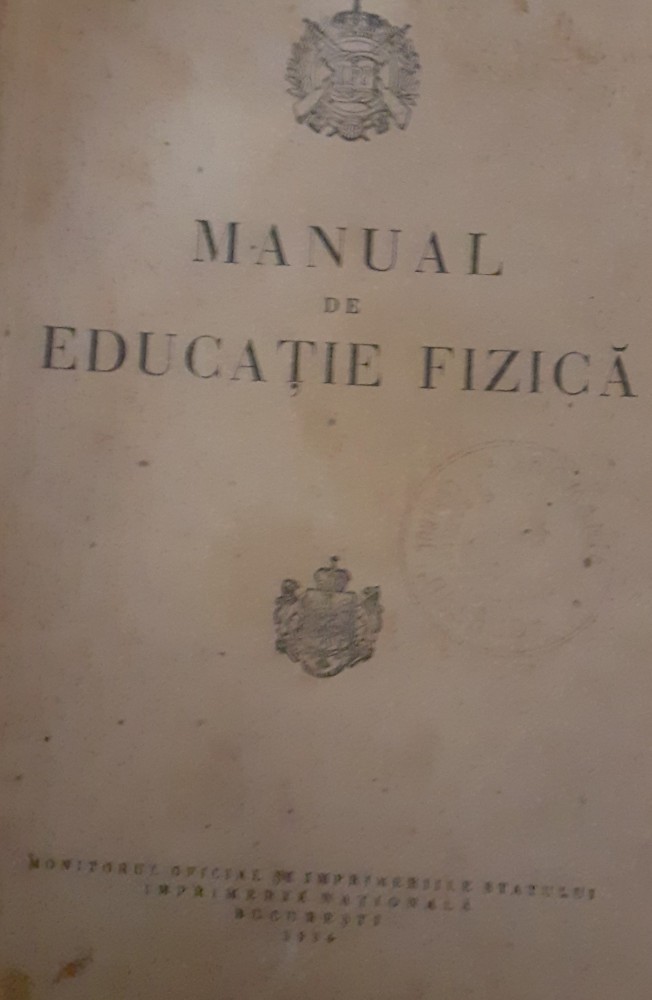 MANUAL
DE
EDUCAȚIE FIZICĂ
MONITORUL OFICIAL ȘI IMPRIMERIILE STATULUI
IMPRIMERIA NAȚIONALĂ
BUCUREȘTI